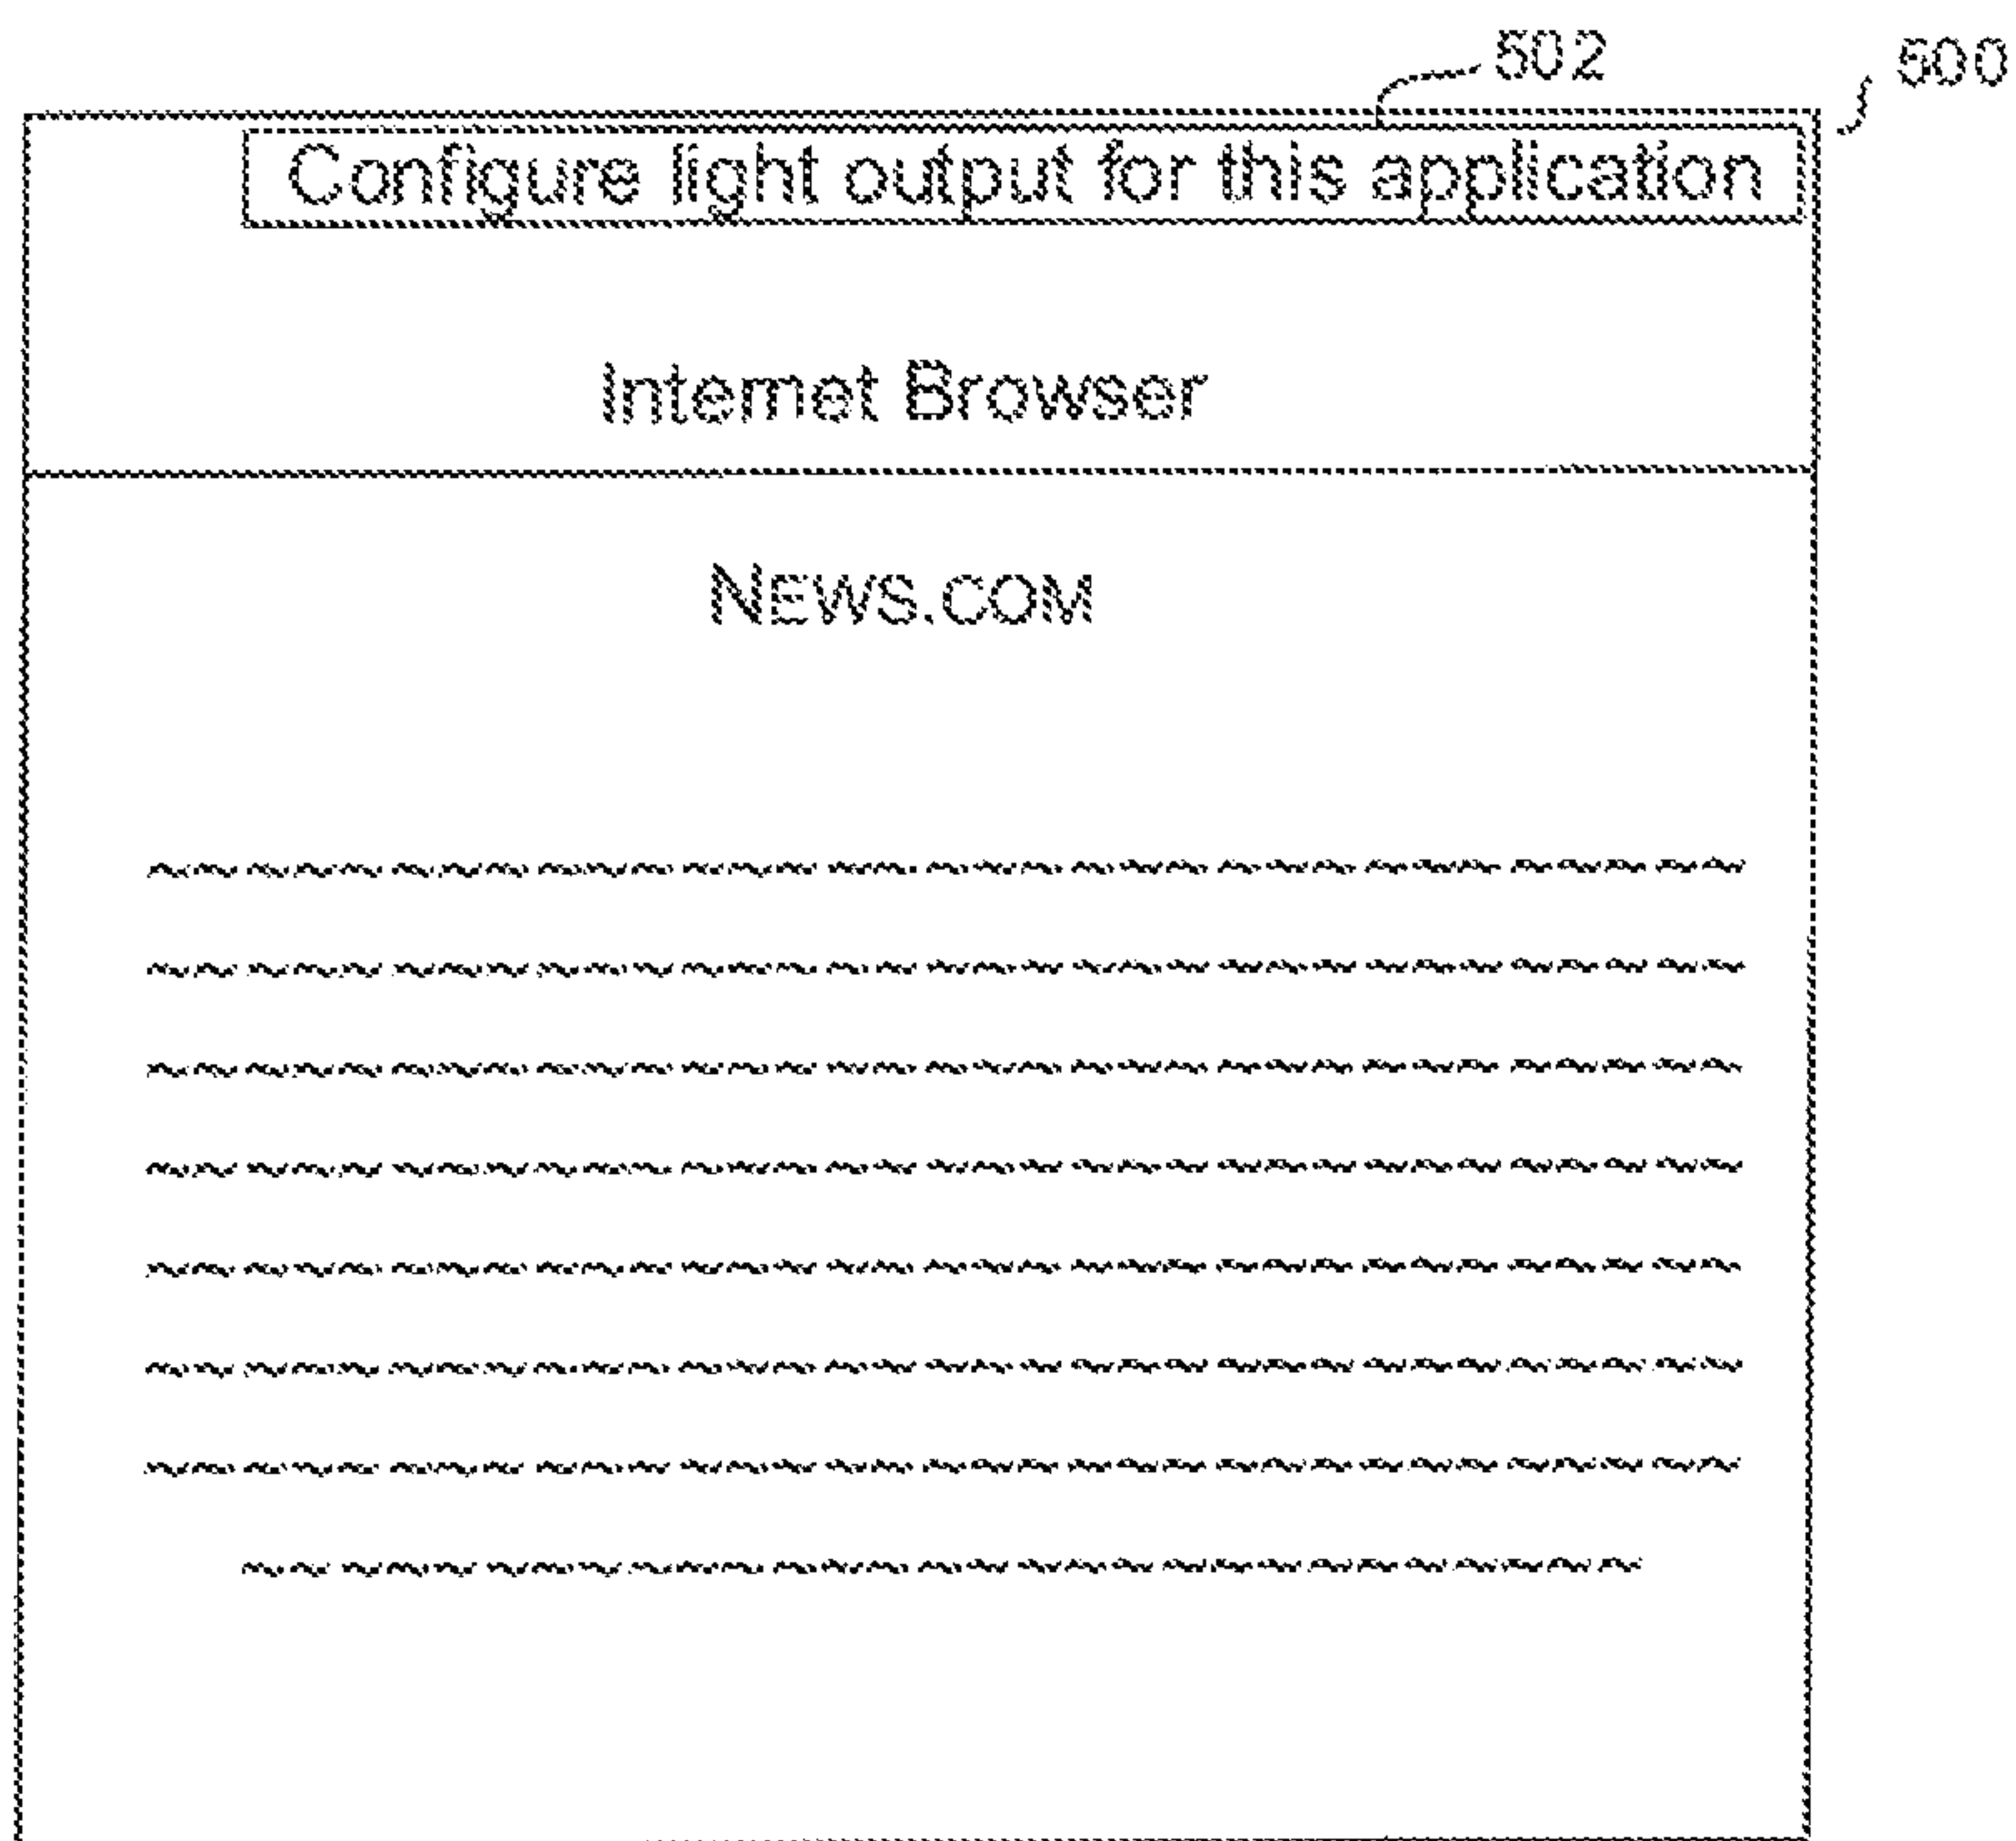 502
500
Configure light output for this application
Internet Browser
NEWS.COM